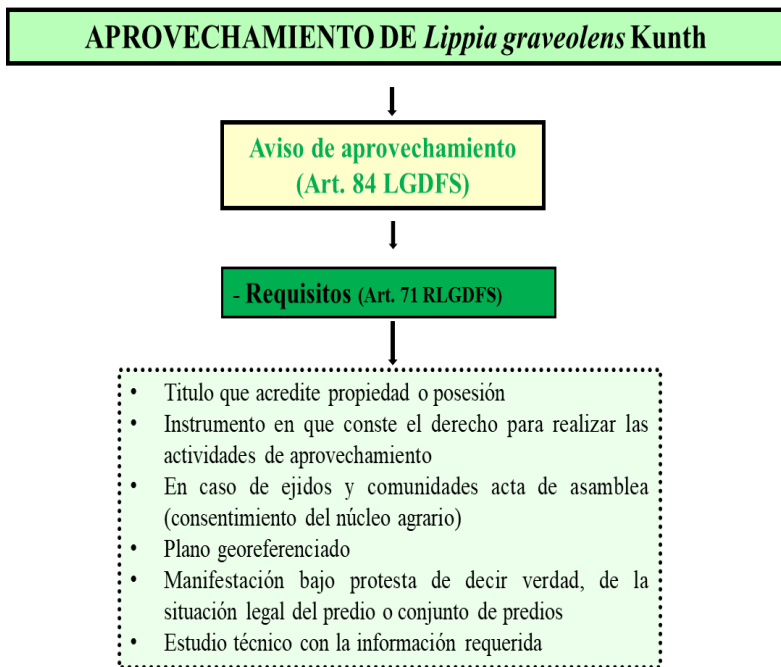 APROVECHAMIENTO DE Lippia graveolens Kunth
Aviso de aprovechamiento
(Art. 84 LGDFS)
- Requisitos (Art. 71 RLGDFS)
• Titulo que acredite propiedad o posesión
• Instrumento en que conste el derecho para realizar las
actividades de aprovechamiento
• En caso de ejidos y comunidades acta de asamblea
(consentimiento del núcleo agrario)
• Plano georeferenciado
• Manifestación bajo protesta de decir verdad, de la
situación legal del predio o conjunto de predios
• Estudio técnico con la información requerida